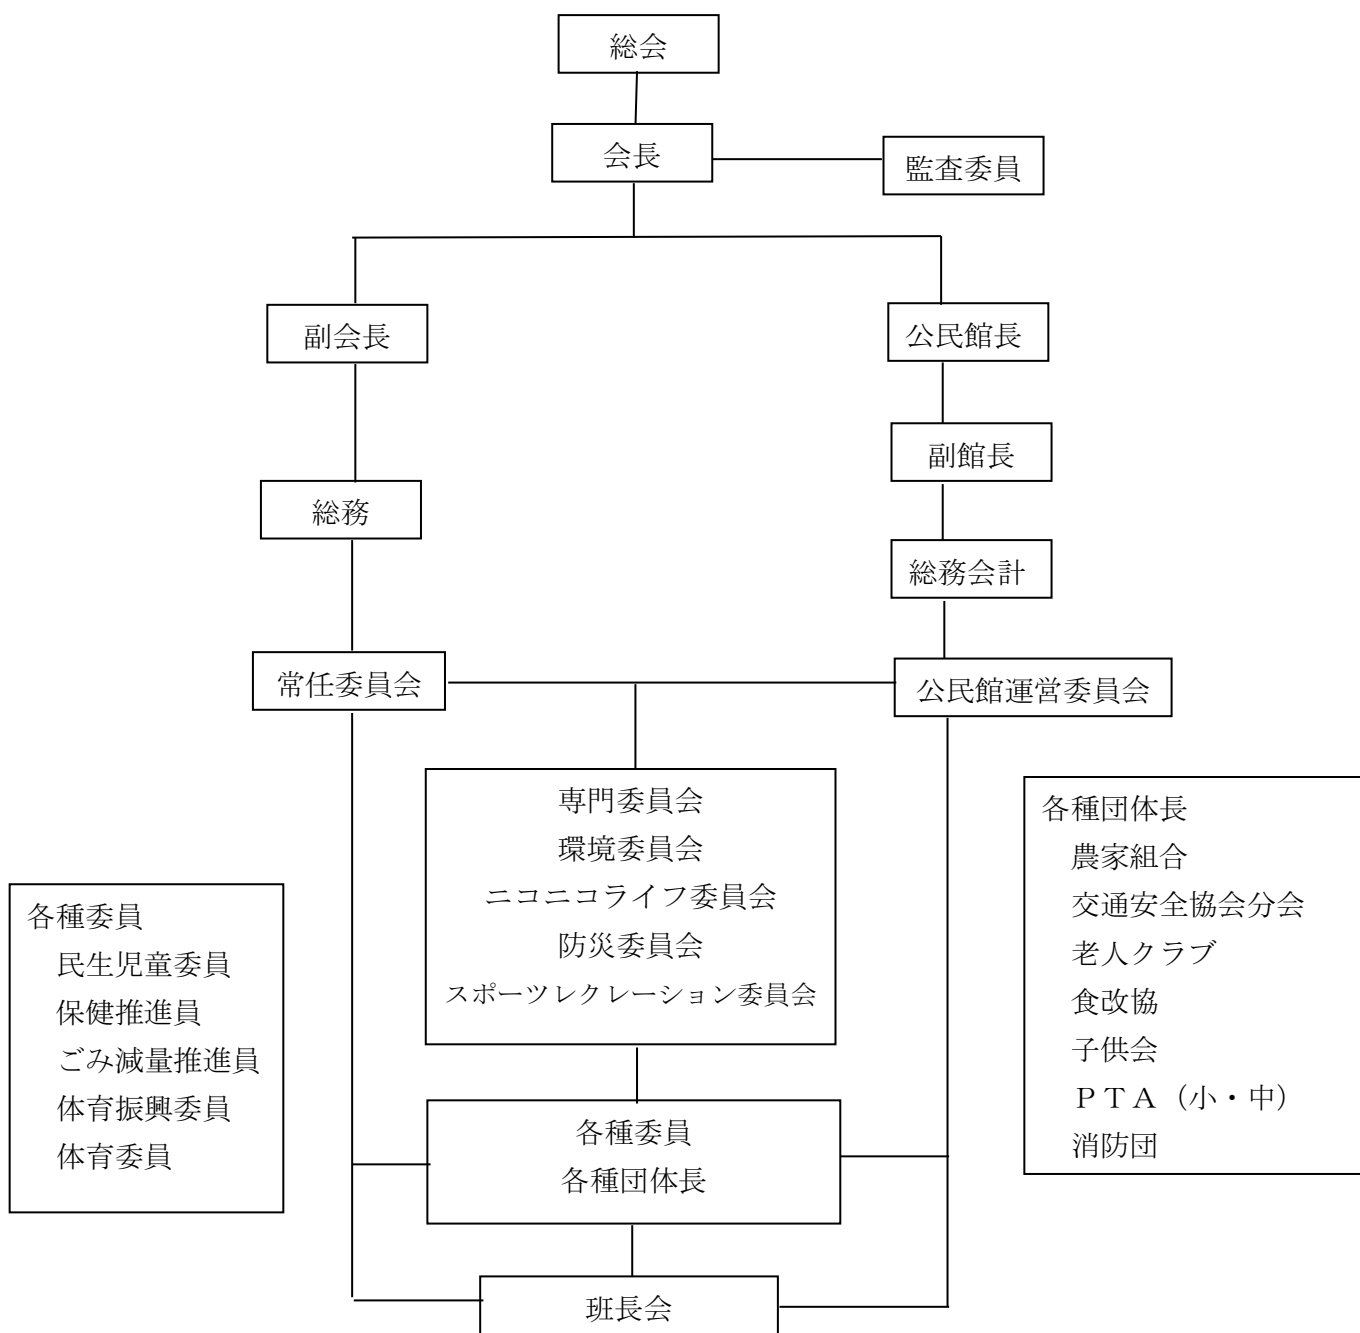 総会
会長
監査委員
副会長
公民館長
副館長
総務
総務会計
常任委員会
公民館運営委員会
専門委員会
環境委員会
ニコニコライフ委員会
防災委員会
スポーツレクレーション委員会
各種団体長
農家組合
交通安全協会分会
老人クラブ
食改協
子供会
ＰＴＡ（小・中）
消防団
各種委員
民生児童委員
保健推進員
ごみ減量推進員
体育振興委員
体育委員
各種委員
各種団体長
班長会